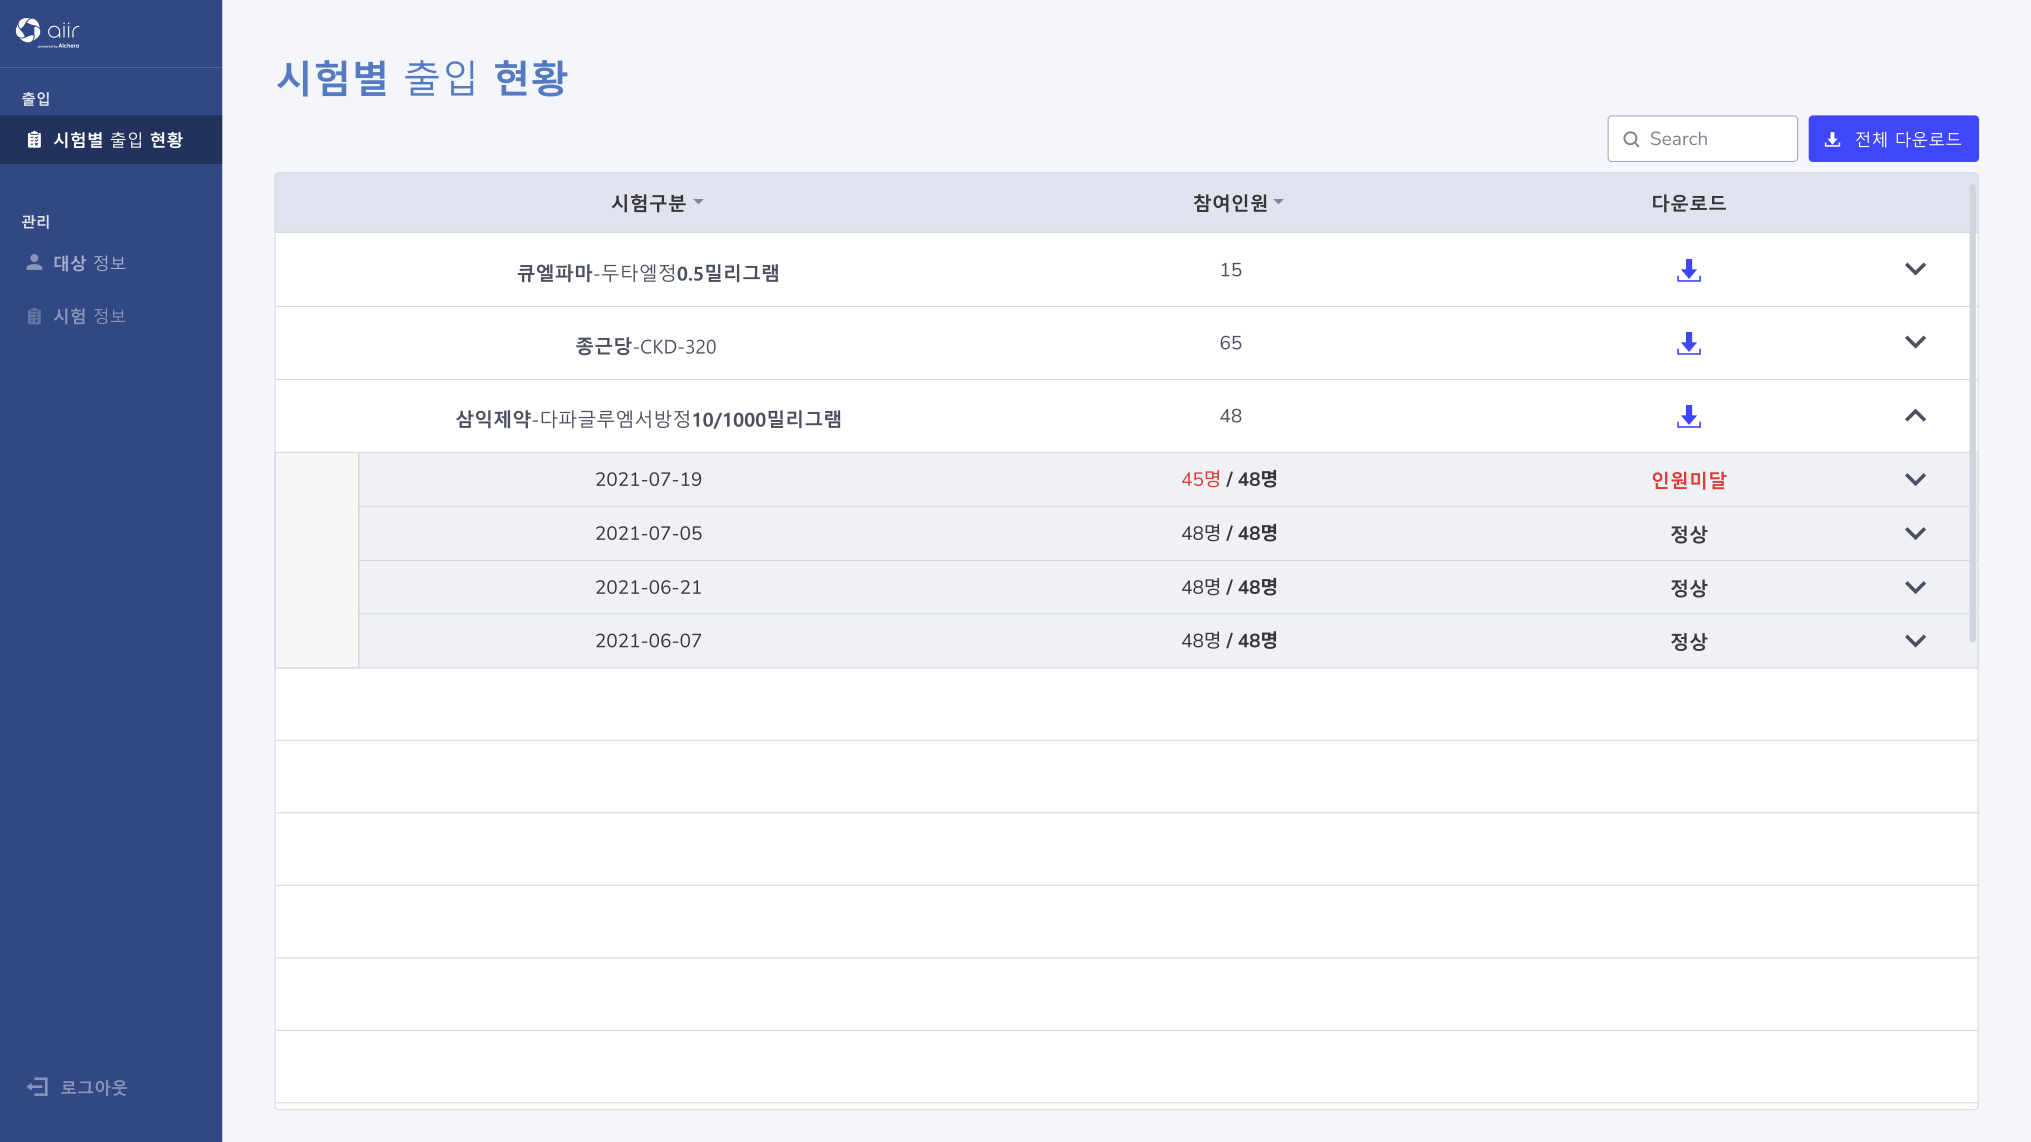 aiir
powered by Alchera
출입
시험별 출입 현황
관리
대상 정보
시험 정보
로그아웃
시험별 출입 현황
Search
전체 다운로드
시험구분 참여인원 다운로드
큐엘파마-두타엘정0.5밀리그램 15
종근당-CKD-320 65
삼익제약-다파글루엠서방정10/1000밀리그램 48
2021-07-19 45명 / 48명 인원미달
2021-07-05 48명 / 48명 정상
2021-06-21 48명 / 48명 정상
2021-06-07 48명 / 48명 정상